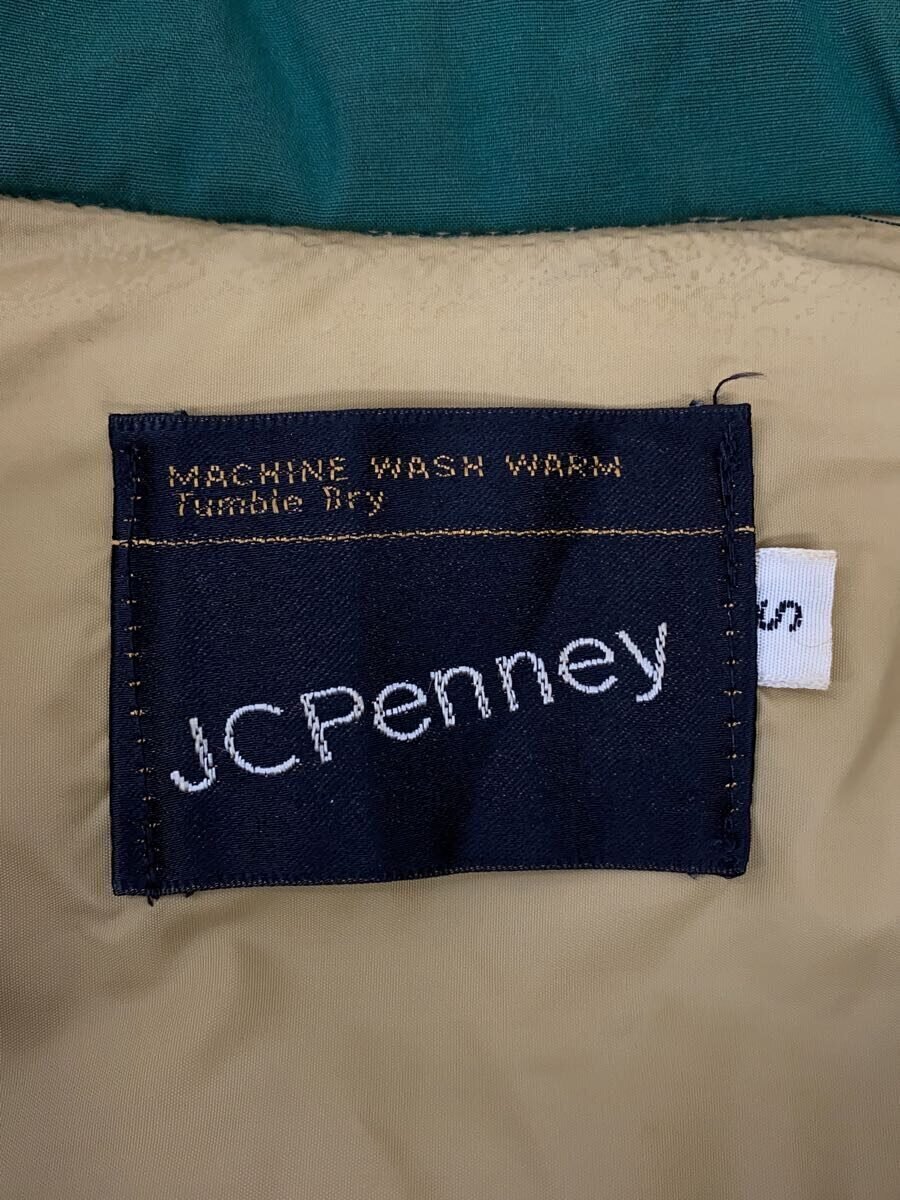 MACHINE WASH WARM
Tumble Dry
JCPenney
S